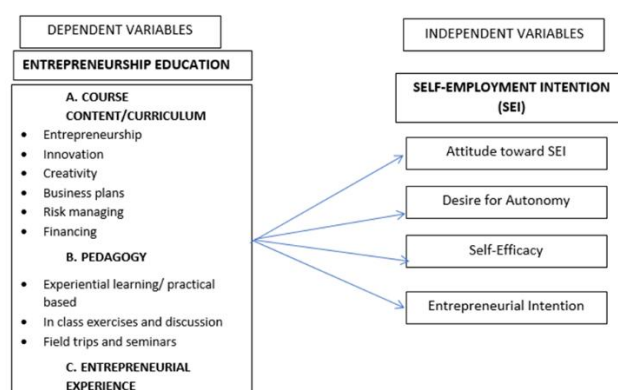 DEPENDENT VARIABLES
ENTREPRENEURSHIP EDUCATION
A. COURSE
CONTENT/CURRICULUM
• Entrepreneurship
• Innovation
• Creativity
• Business plans
• Risk managing
• Financing
B. PEDAGOGY
• Experiential learning/ practical
based
• In class exercises and discussion
• Field trips and seminars
C. ENTREPRENEURIAL
EXPERIENCE
INDEPENDENT VARIABLES
SELF-EMPLOYMENT INTENTION
(SEI)
Attitude toward SEI
Desire for Autonomy
Self-Efficacy
Entrepreneurial Intention